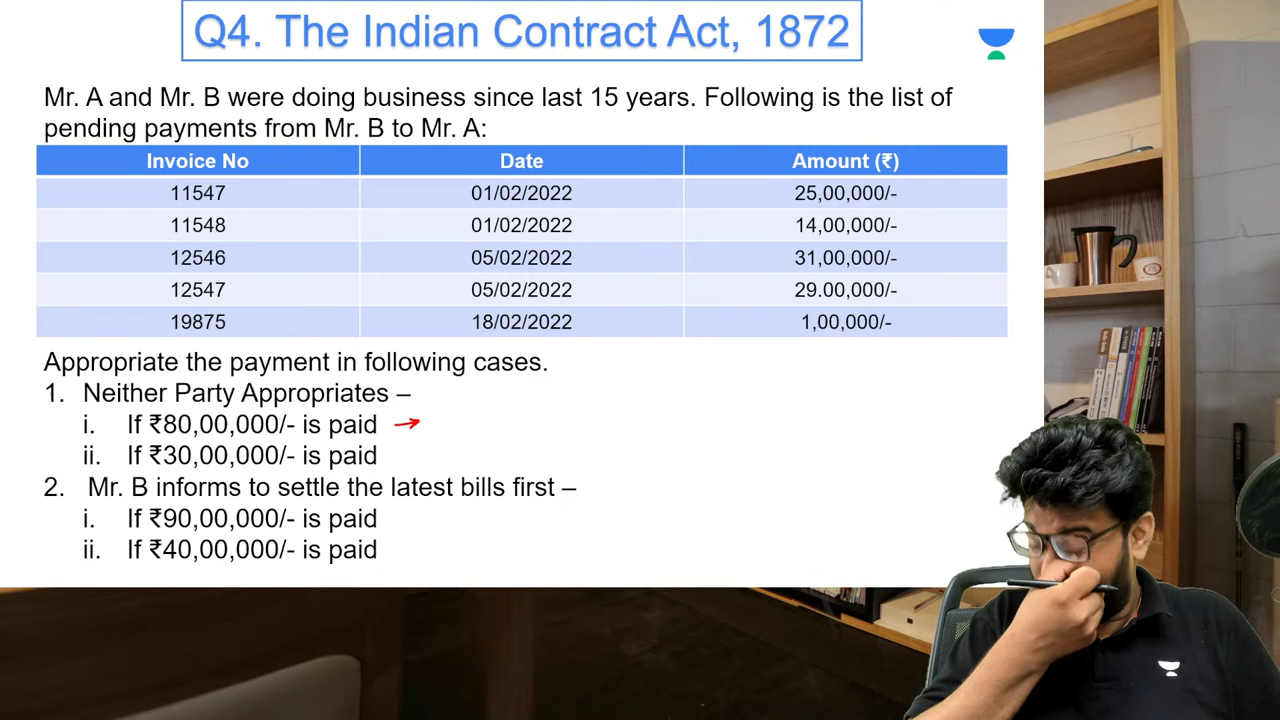 Q4. The Indian Contract Act, 1872
Mr. A and Mr. B were doing business since last 15 years. Following is the list of
pending payments from Mr. B to Mr. A:
Invoice No Date Amount (₹)
11547 01/02/2022 25,00,000/-
11548 01/02/2022 14,00,000/-
12546 05/02/2022 31,00,000/-
12547 05/02/2022 29.00,000/-
19875 18/02/2022 1,00,000/-
Appropriate the payment in following cases.
1. Neither Party Appropriates –
i. If ₹80,00,000/- is paid
ii. If ₹30,00,000/- is paid
2. Mr. B informs to settle the latest bills first –
i. If ₹90,00,000/- is paid
ii. If ₹40,00,000/- is paid